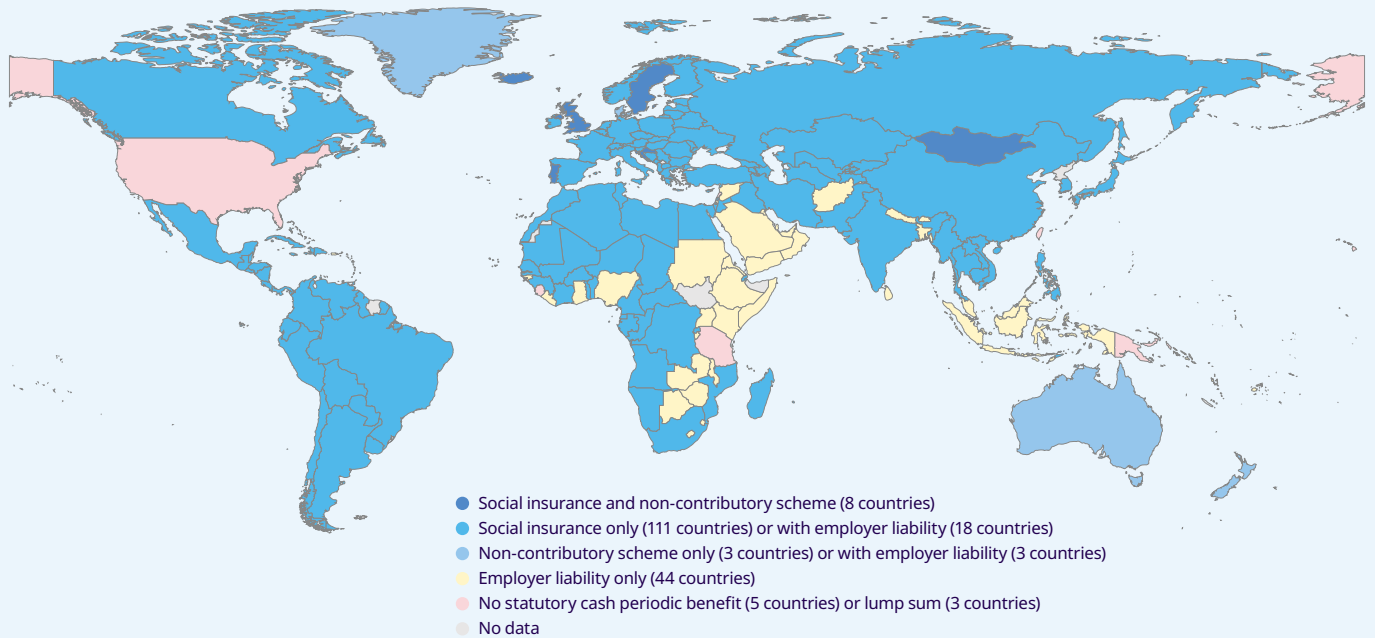 Social insurance and non-contributory scheme (8 countries)
Social insurance only (111 countries) or with employer liability (18 countries)
Non-contributory scheme only (3 countries) or with employer liability (3 countries)
Employer liability only (44 countries)
No statutory cash periodic benefit (5 countries) or lump sum (3 countries)
No data